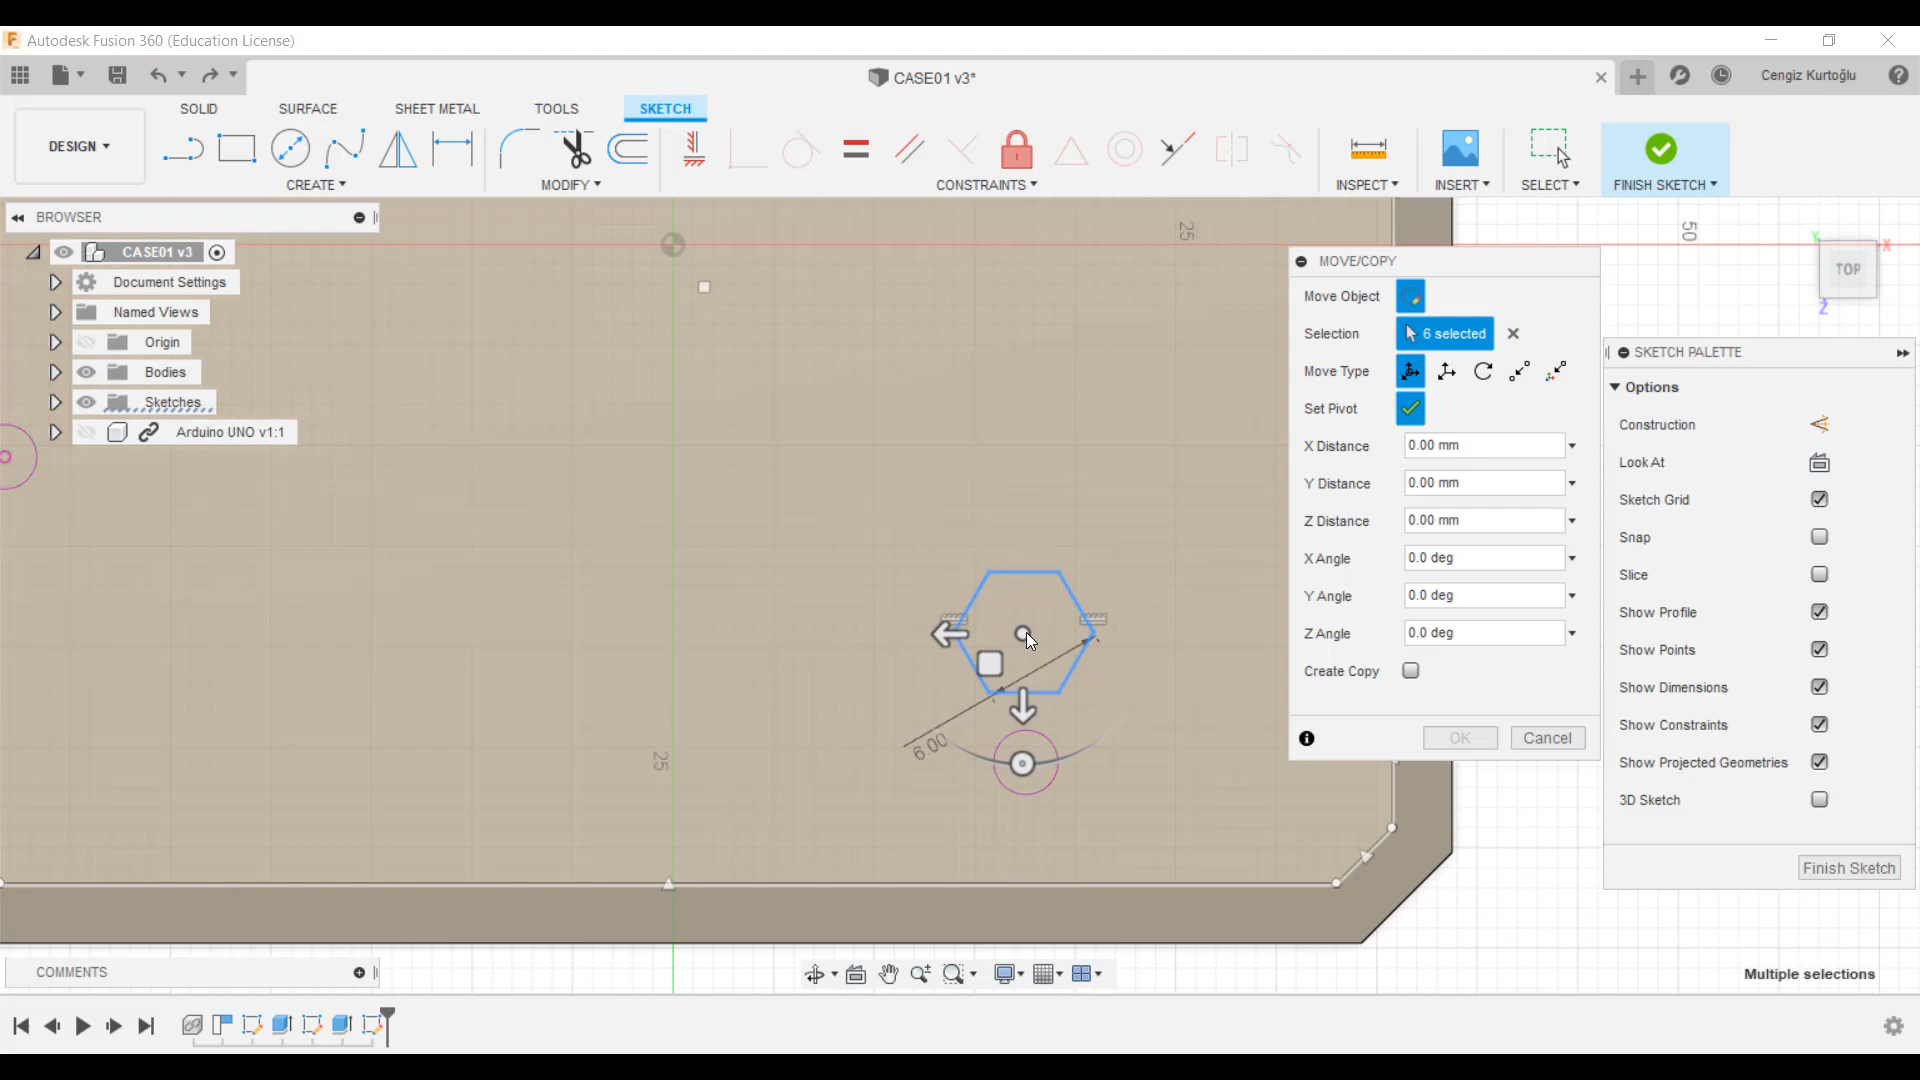 Autodesk Fusion 360 (Education License)
CASE01 v3*
Cengiz Kurtoğlu
SOLID
SURFACE
SHEET METAL
TOOLS
SKETCH
DESIGN
CREATE
MODIFY
CONSTRAINTS
INSPECT
INSERT
SELECT
FINISH SKETCH
BROWSER
CASE01 v3
Document Settings
Named Views
Origin
Bodies
Sketches
Arduino UNO v1:1
25
50
Y
X
TOP
Z
MOVE/COPY
Move Object
Selection
6 selected
Move Type
Set Pivot
X Distance
0.00 mm
Y Distance
0.00 mm
Z Distance
0.00 mm
X Angle
0.0 deg
Y Angle
0.0 deg
Z Angle
0.0 deg
Create Copy
OK
Cancel
SKETCH PALETTE
Options
Construction
Look At
Sketch Grid
Snap
Slice
Show Profile
Show Points
Show Dimensions
Show Constraints
Show Projected Geometries
3D Sketch
Finish Sketch
6.00
25
COMMENTS
Multiple selections